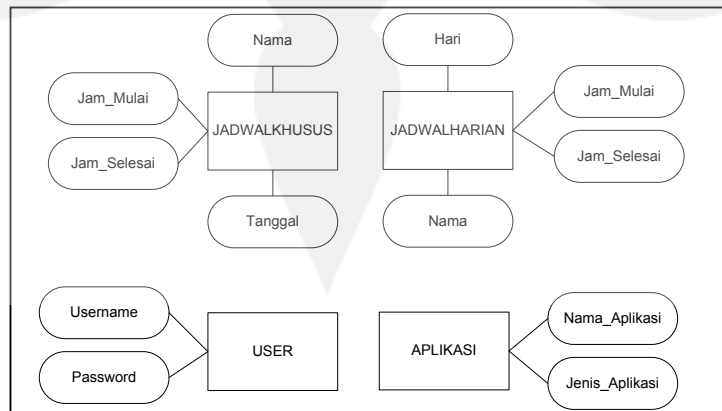 Nama
Hari
Jam_Mulai
Jam_Mulai
JADWALKHUSUS
JADWALHARIAN
Jam_Selesai
Jam_Selesai
Tanggal
Nama
Username
Nama_Aplikasi
USER
APLIKASI
Password
Jenis_Aplikasi